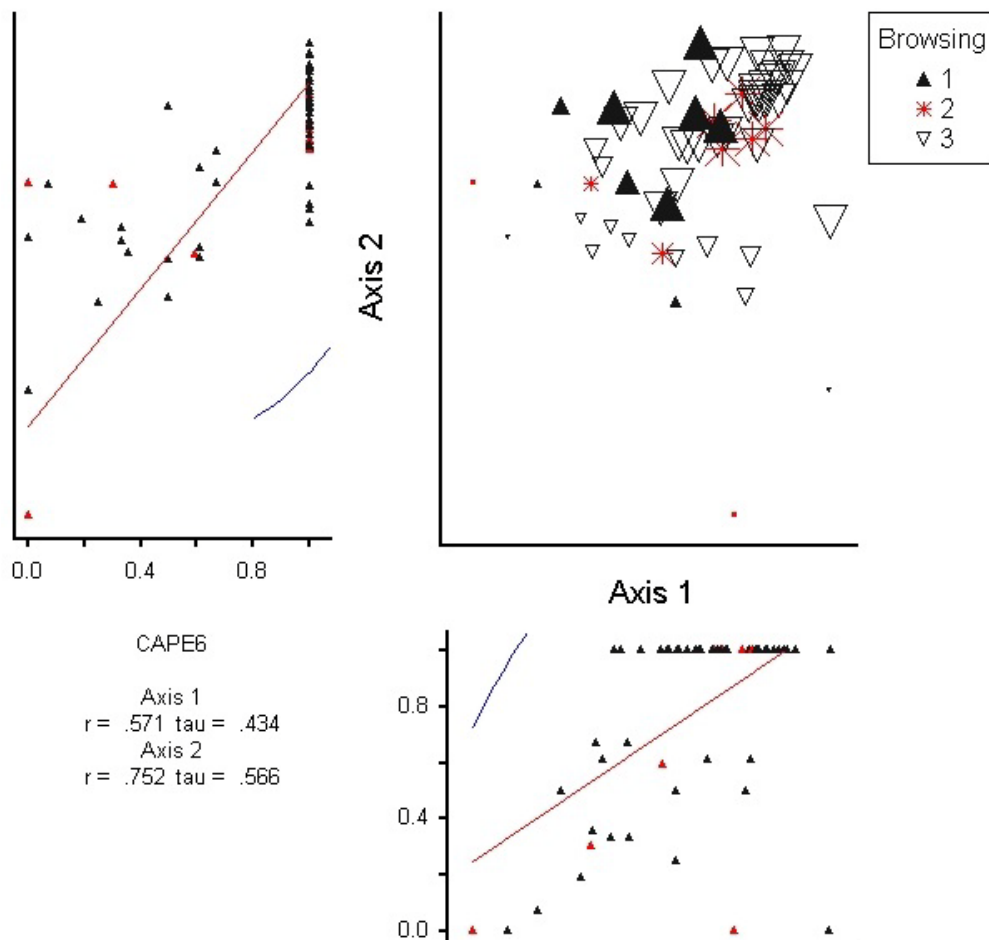 Browsing
1
2
3
Axis 2
0.0 0.4 0.8
Axis 1
CAPE6
Axis 1
r = .571 tau = .434
Axis 2
r = .752 tau = .566
0.8
0.4
0.0